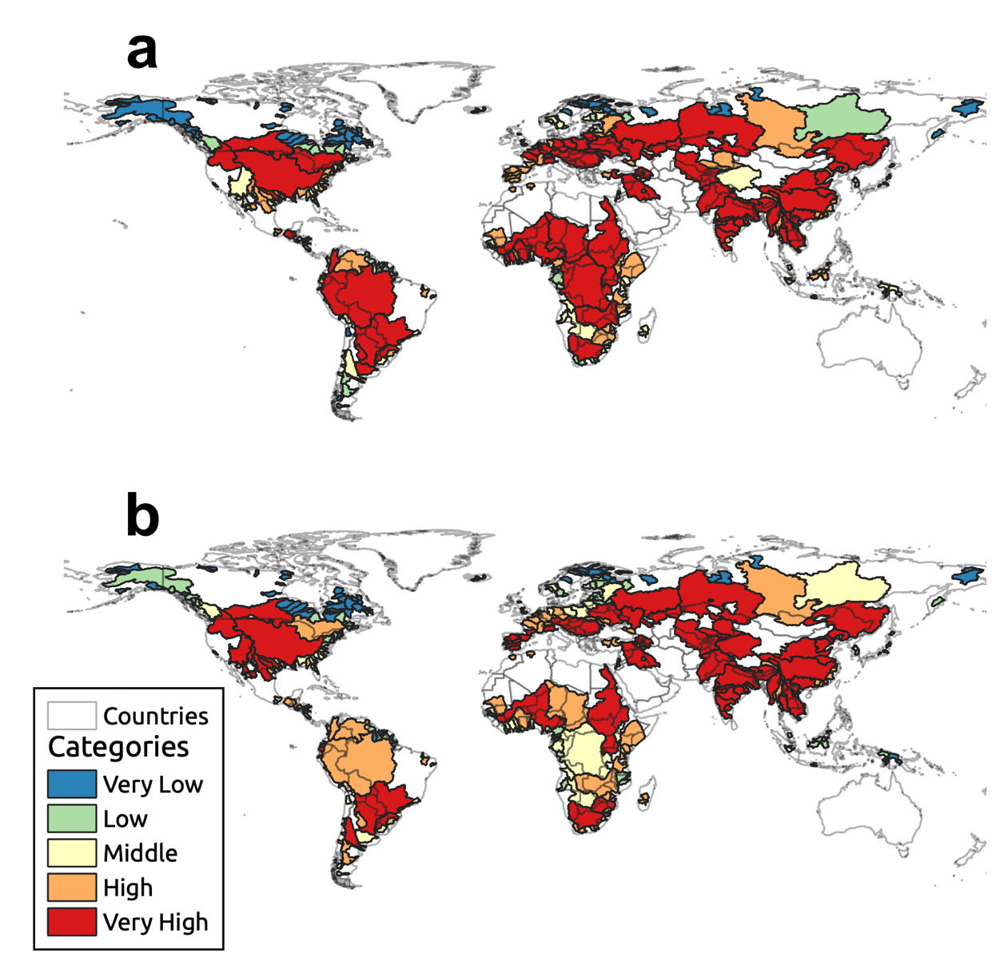 a
b
Countries
Categories
Very Low
Low
Middle
High
Very High